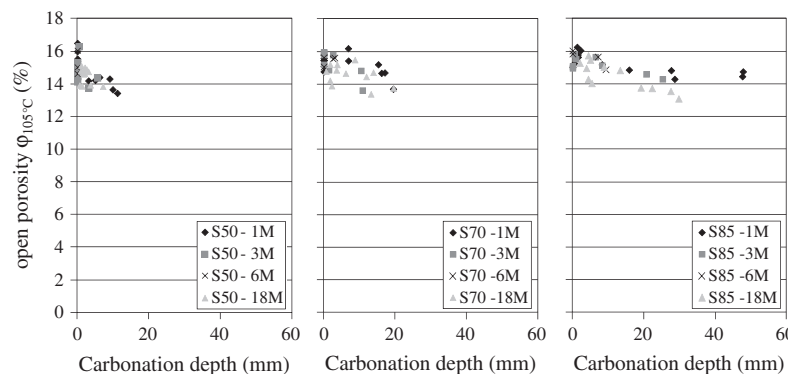 open porosity φ105°C (%)
18
16
14
12
10
8
6
4
2
0
S50 - 1M
S50 - 3M
S50 - 6M
S50 - 18M
0 20 40 60
Carbonation depth (mm)
S70 -1M
S70 -3M
S70 -6M
S70 -18M
0 20 40 60
Carbonation depth (mm)
S85 -1M
S85 -3M
S85 -6M
S85 -18M
0 20 40 60
Carbonation depth (mm)